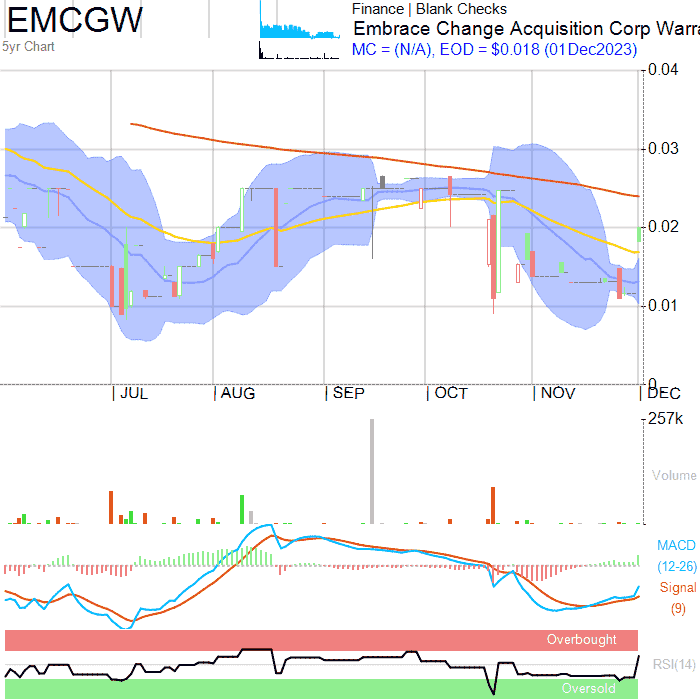 EMCGW
5yr Chart
Finance | Blank Checks
Embrace Change Acquisition Corp Warra
MC = (N/A), EOD = $0.018 (01Dec2023)
0.04
0.03
0.02
0.01
0
JUL AUG SEP OCT NOV DEC
257k
Volume
MACD
(12-26)
Signal
(9)
Overbought
RSI(14)
Oversold